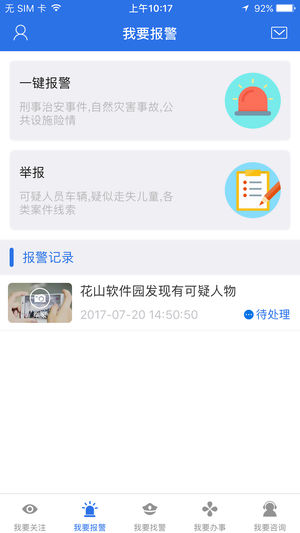 无 SIM 卡
上午10:17
92%
我要报警
一键报警
刑事治安事件,自然灾害事故,公
共设施险情
举报
可疑人员车辆,疑似走失儿童,各
类案件线索
报警记录
花山软件园发现有可疑人物
2017-07-20 14:50:50
待处理
我要关注
我要报警
我要找警
我要办事
我要咨询